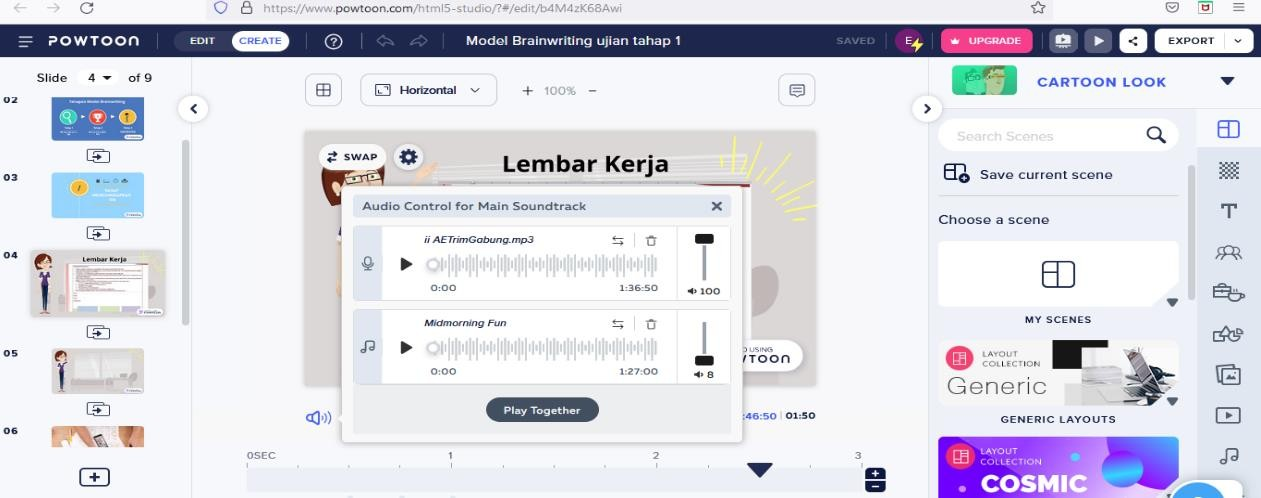 https://www.powtoon.com/html5-studio/?#/edit/b4M4zK68Awi
POWTOON
EDIT
CREATE
Model Brainwriting ujian tahap 1
SAVED
E
UPGRADE
EXPORT
Slide 4 of 9
Horizontal
100%
CARTOON LOOK
02
Tahapan Model Brainwriting
03
04
Lembar Kerja
05
06
SWAP
Lembar Kerja
Audio Control for Main Soundtrack
ii AETrimGabung.mp3
0:00
1:36:50
100
Midmorning Fun
0:00
1:27:00
8
Play Together
USING
:46:50 | 01:50
0SEC
1
2
3
Search Scenes
Save current scene
Choose a scene
MY SCENES
LAYOUT
COLLECTION
Generic
GENERIC LAYOUTS
LAYOUT
COLLECTION
COSMIC